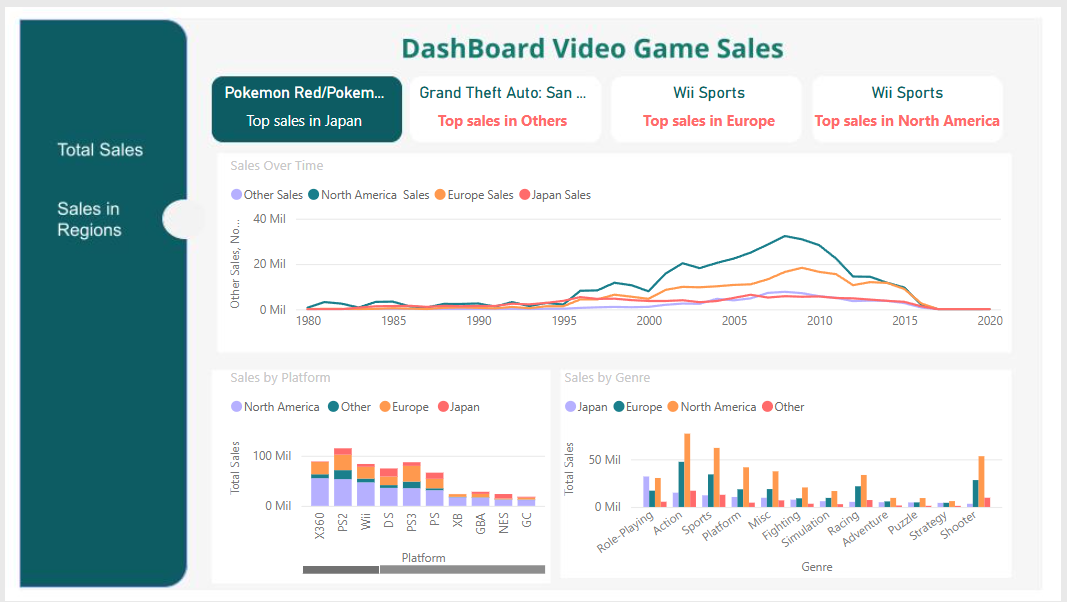 DashBoard Video Game Sales
Total Sales
Sales in
Regions
Pokemon Red/Pokem...
Top sales in Japan
Grand Theft Auto: San ...
Top sales in Others
Wii Sports
Top sales in Europe
Wii Sports
Top sales in North America
Sales Over Time
Other Sales North America Sales Europe Sales Japan Sales
Other Sales, No...
40 Mil
20 Mil
0 Mil
1980 1985 1990 1995 2000 2005 2010 2015 2020
Sales by Platform
North America Other Europe Japan
Total Sales
100 Mil
0 Mil
X360 PS2 Wii DS PS3 PS XB GBA NES GC
Platform
Sales by Genre
Japan Europe North America Other
Total Sales
50 Mil
0 Mil
Role-Playing Action Sports Platform Misc Fighting Simulation Racing Adventure Puzzle Strategy Shooter
Genre